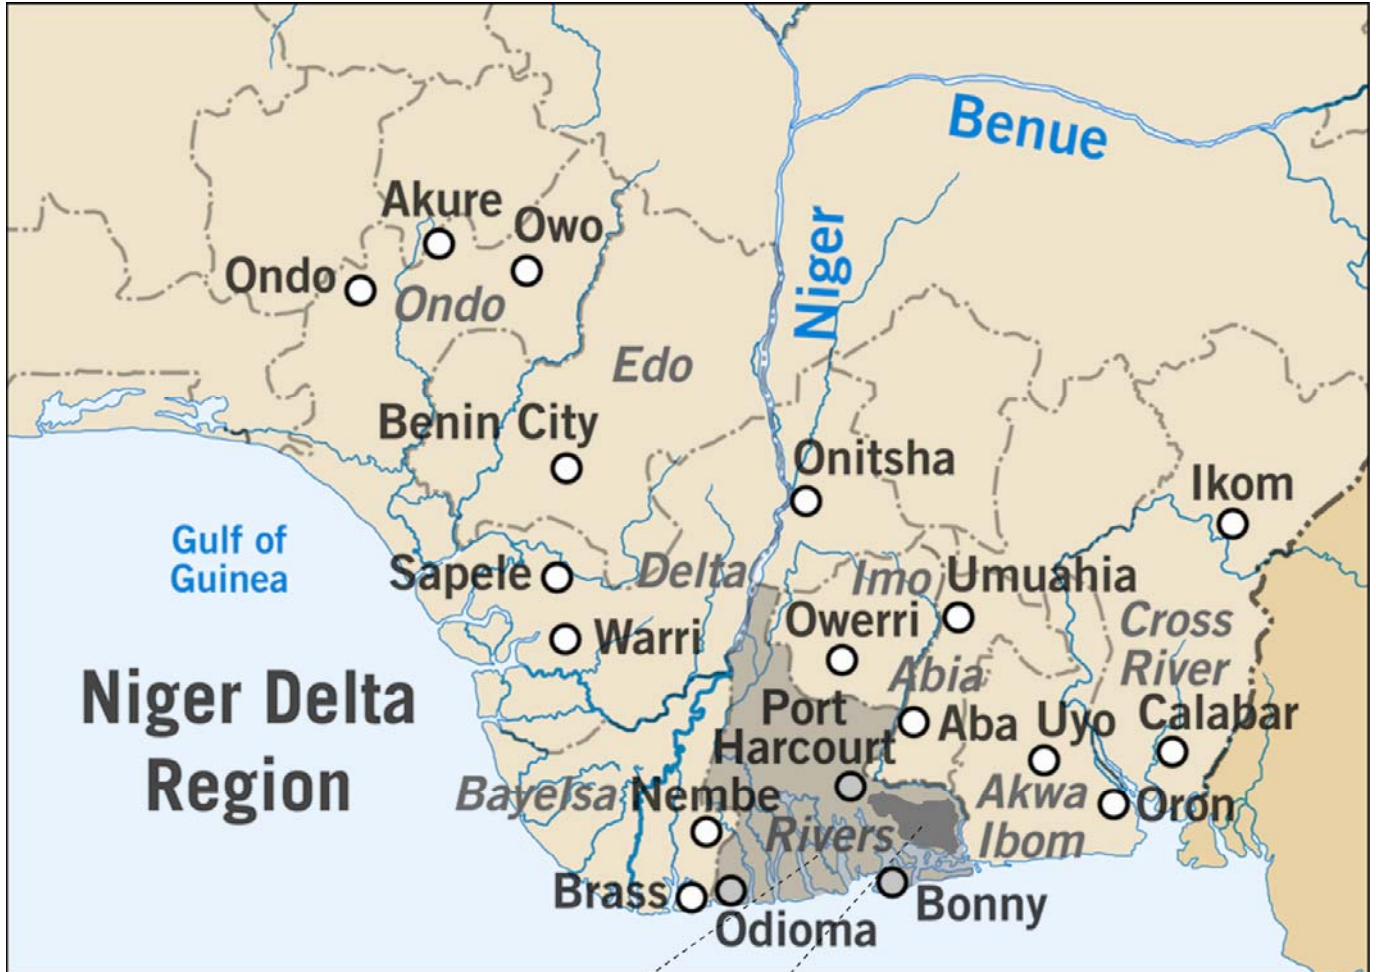 Benue
Akure
Owo
Niger
Ondo
Ondo
Edo
Benin City
Onitsha
Ikom
Gulf of
Guinea
Sapele
Delta
Imo
Umuahia
Warri
Owerri
Cross
River
Abia
Niger Delta
Region
Port
Harcourt
Aba
Uyo
Calabar
Bayelsa
Nembe
Rivers
Akwa
Ibom
Oron
Brass
Odioma
Bonny